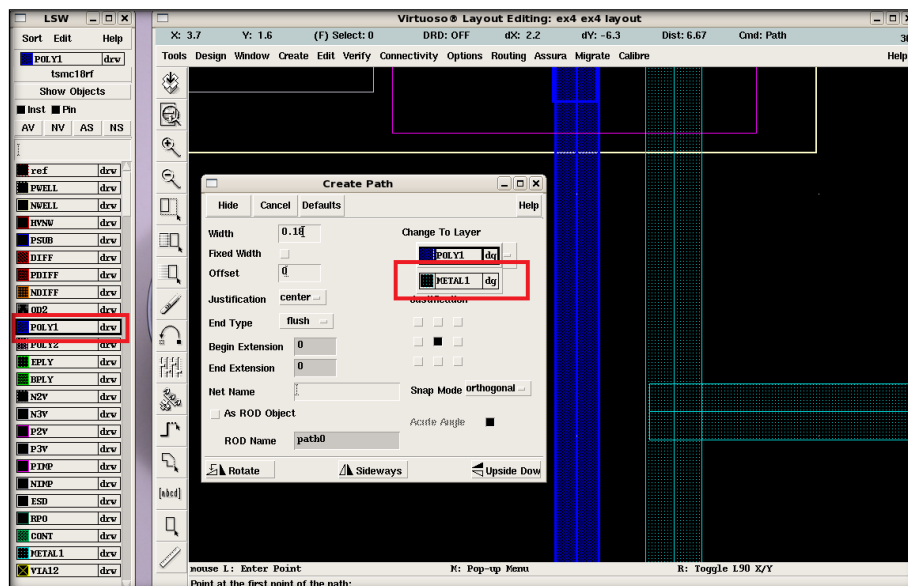 LSW
Sort Edit Help
POLY1 drv
tsmc18rf
Show Objects
Inst Pin
AV NV AS NS
ref drv
PWELL drv
NWELL drv
HVNW drv
PSUB drv
DIFF drv
PDIFF drv
NDIFF drv
OD2 drv
POLY1 drv
POLY2 drv
EPLY drv
BPLY drv
N2V drv
N3V drv
P2V drv
P3V drv
PIMP drv
NIMP drv
ESD drv
RPO drv
CONT drv
METAL1 drv
VIA12 drv
Virtuoso® Layout Editing: ex4 ex4 layout
X: 3.7 Y: 1.6 (F) Select: 0 DRD: OFF dX: 2.2 dY: -6.3 Dist: 6.67 Cmd: Path 30
Tools Design Window Create Edit Verify Connectivity Options Routing Assura Migrate Calibre Help
[abcd]
Create Path
Hide Cancel Defaults Help
Width 0.18
Fixed Width
Offset 0
Justification center
End Type flush
Begin Extension 0
End Extension 0
Net Name
As ROD Object
ROD Name path0
Change To Layer
POLY1 dg
METAL1 dg
Justification
Snap Mode orthogonal
Acute Angle
Rotate Sideways Upside Dow
mouse L: Enter Point M: Pop-up Menu R: Toggle L90 X/Y
Point at the first point of the path: